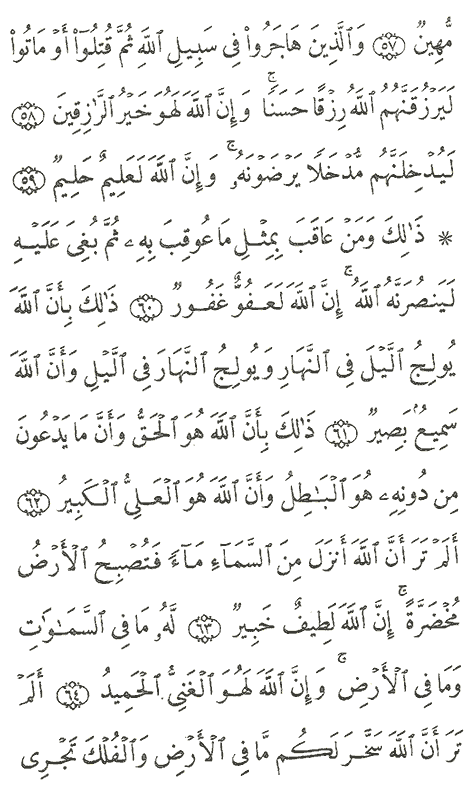 مُّهِينٌ ﴿٥٧﴾ وَٱلَّذِينَ هَاجَرُواْ فِى سَبِيلِ ٱللَّهِ ثُمَّ قُتِلُوٓاْ أَوۡ مَاتُواْ
لَيَرۡزُقَنَّهُمُ ٱللَّهُ رِزۡقًا حَسَنٗاۚ وَإِنَّ ٱللَّهَ لَهُوَ خَيۡرُ ٱلرَّٰزِقِينَ ﴿٥٨﴾
لَيُدۡخِلَنَّهُم مُّدۡخَلٗا يَرۡضَوۡنَهُۥۚ وَإِنَّ ٱللَّهَ لَعَلِيمٌ حَلِيمٞ ﴿٥٩﴾
* ذَٰلِكَ وَمَنۡ عَاقَبَ بِمِثۡلِ مَا عُوقِبَ بِهِۦ ثُمَّ بُغِىَ عَلَيۡهِ
لَيَنصُرَنَّهُ ٱللَّهُۚ إِنَّ ٱللَّهَ لَعَفُوٌّ غَفُورٞ ﴿٦٠﴾ ذَٰلِكَ بِأَنَّ ٱللَّهَ
يُولِجُ ٱلَّيۡلَ فِى ٱلنَّهَارِ وَيُولِجُ ٱلنَّهَارَ فِى ٱلَّيۡلِ وَأَنَّ ٱللَّهَ
سَمِيعُۢ بَصِيرٞ ﴿٦١﴾ ذَٰلِكَ بِأَنَّ ٱللَّهَ هُوَ ٱلۡحَقُّ وَأَنَّ مَا يَدۡعُونَ
مِن دُونِهِۦ هُوَ ٱلۡبَٰطِلُ وَأَنَّ ٱللَّهَ هُوَ ٱلۡعَلِىُّ ٱلۡكَبِيرُ ﴿٦٢﴾
أَلَمۡ تَرَ أَنَّ ٱللَّهَ أَنزَلَ مِنَ ٱلسَّمَآءِ مَآءٗ فَتُصۡبِحُ ٱلۡأَرۡضُ
مُخۡضَرَّةًۚ إِنَّ ٱللَّهَ لَطِيفٌ خَبِيرٞ ﴿٦٣﴾ لَّهُۥ مَا فِى ٱلسَّمَٰوَٰتِ
وَمَا فِى ٱلۡأَرۡضِۚ وَإِنَّ ٱللَّهَ لَهُوَ ٱلۡغَنِىُّ ٱلۡحَمِيدُ ﴿٦٤﴾ أَلَمۡ
تَرَ أَنَّ ٱللَّهَ سَخَّرَ لَكُم مَّا فِى ٱلۡأَرۡضِ وَٱلۡفُلۡكَ تَجۡرِى